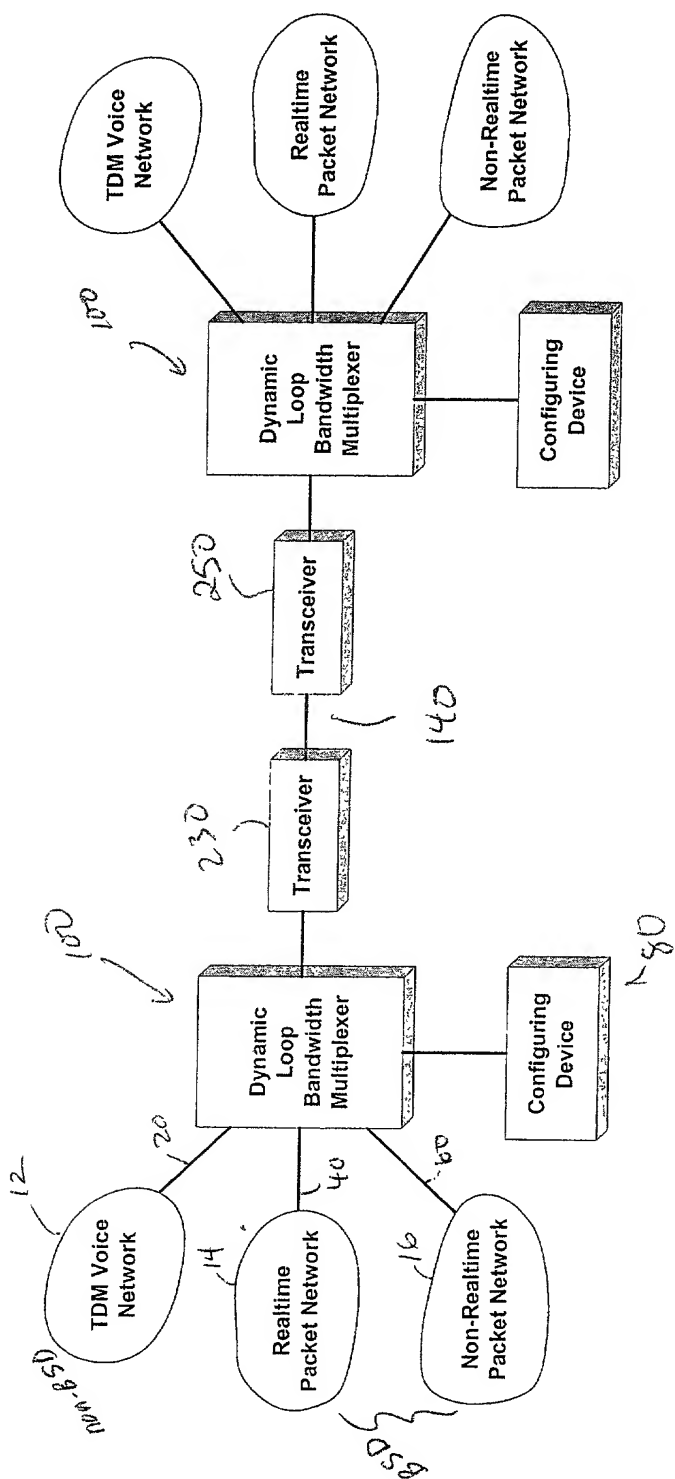 non-BSD
12
TDM Voice
Network
20
14
Realtime
Packet Network
40
16
Non-Realtime
Packet Network
60
BSD
100
Dynamic
Loop
Bandwidth
Multiplexer
Configuring
Device
80
230
Transceiver
140
250
Transceiver
100
Dynamic
Loop
Bandwidth
Multiplexer
Configuring
Device
TDM Voice
Network
Realtime
Packet Network
Non-Realtime
Packet Network